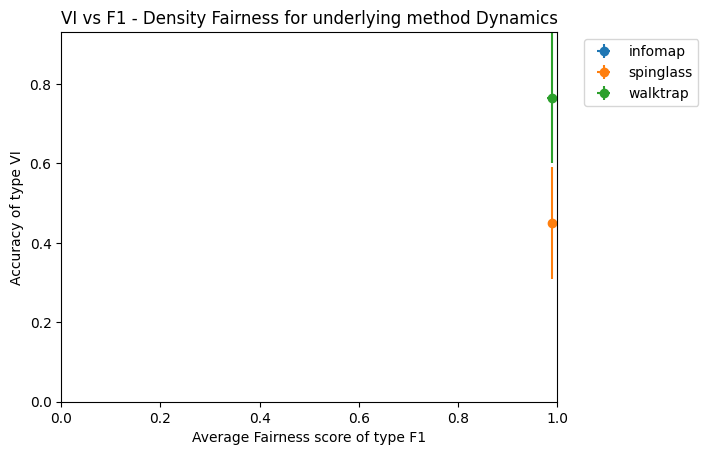 VI vs F1 - Density Fairness for underlying method Dynamics
infomap
spinglass
walktrap
Accuracy of type VI
0.8
0.6
0.4
0.2
0.0
0.0 0.2 0.4 0.6 0.8 1.0
Average Fairness score of type F1